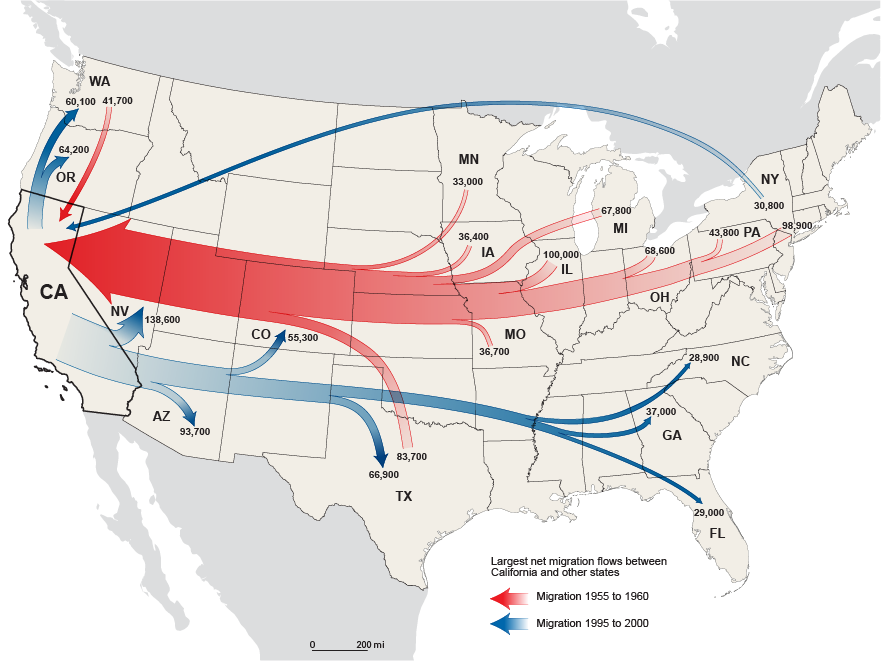 WA
60,100 41,700
64,200
OR
MN
33,000
NY
30,800
67,800
MI
36,400
IA
100,000
IL
68,600
43,800 PA
98,900
OH
CA
NV
138,600
CO
55,300
MO
36,700
28,900
NC
37,000
GA
AZ
93,700
83,700
66,900
TX
29,000
FL
Largest net migration flows between
California and other states
Migration 1955 to 1960
Migration 1995 to 2000
0 200 mi